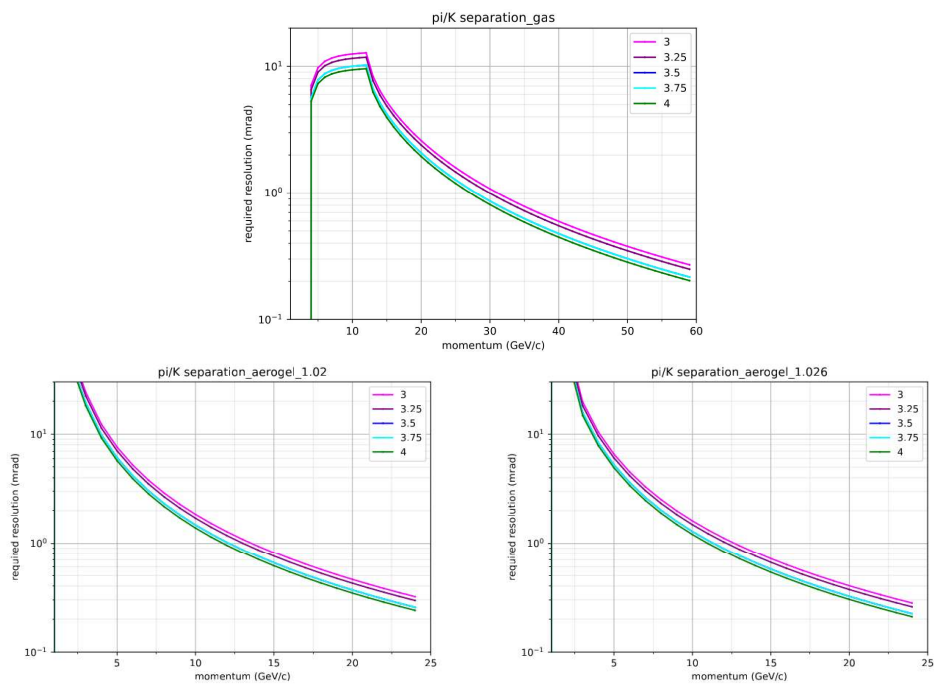 pi/K separation_gas
required resolution (mrad)
10¹
10⁰
10⁻¹
3
3.25
3.5
3.75
4
10 20 30 40 50 60
momentum (GeV/c)
pi/K separation_aerogel_1.02
required resolution (mrad)
10¹
10⁰
10⁻¹
3
3.25
3.5
3.75
4
5 10 15 20 25
momentum (GeV/c)
pi/K separation_aerogel_1.026
required resolution (mrad)
10¹
10⁰
10⁻¹
3
3.25
3.5
3.75
4
5 10 15 20 25
momentum (GeV/c)